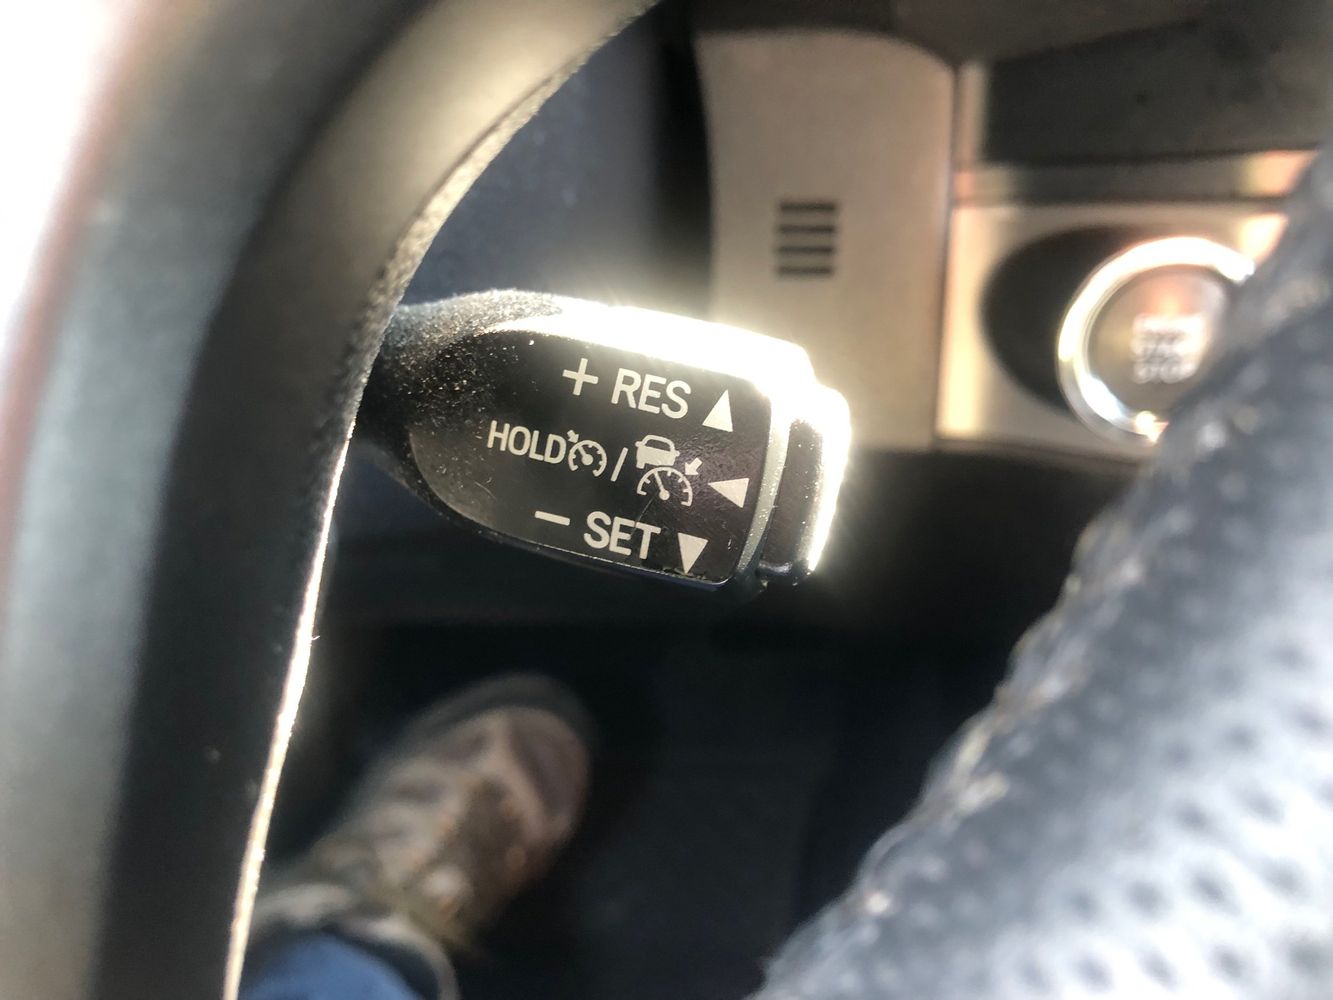 + RES
HOLD /
- SET